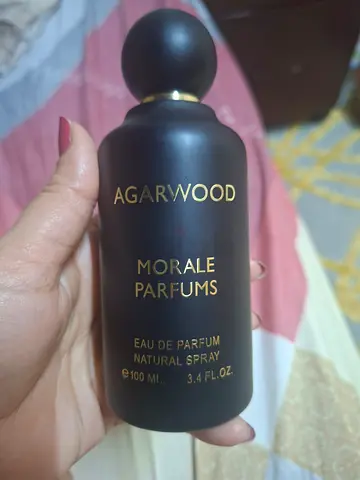 AGARWOOD
MORALE
PARFUMS
EAU DE PARFUM
NATURAL SPRAY
℮100 ML. 3.4 FL.OZ.